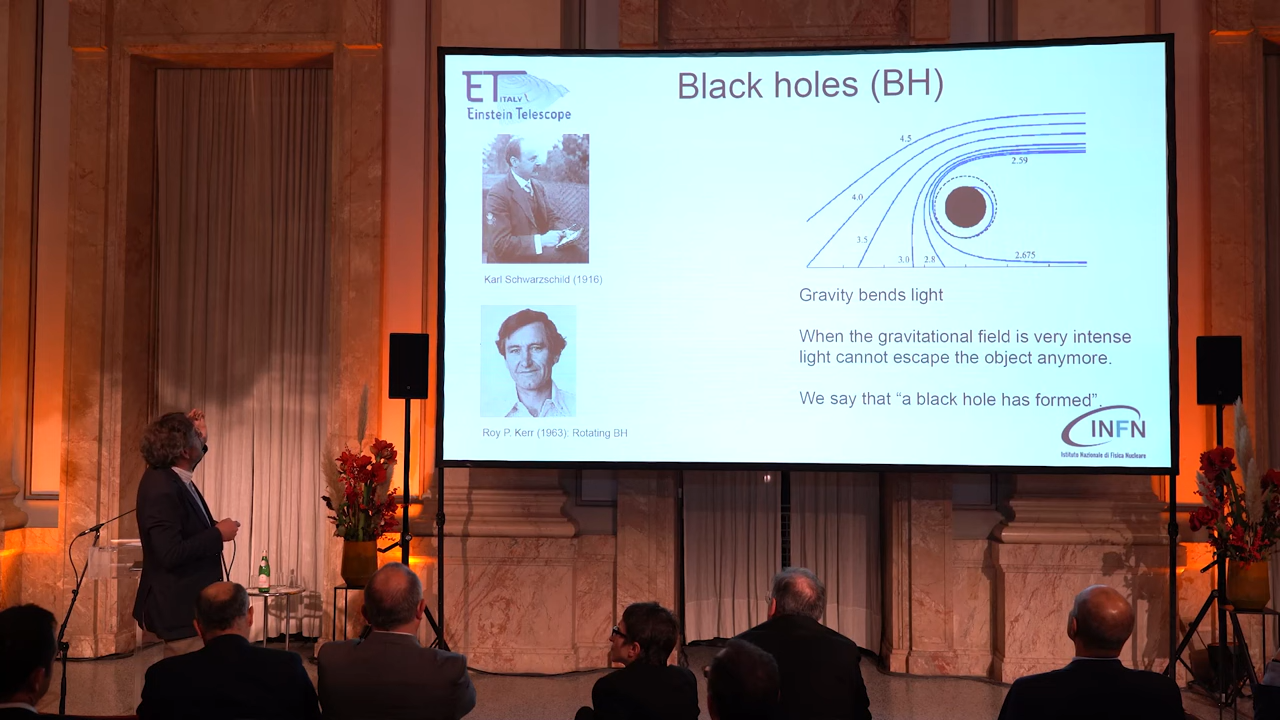 Black holes (BH)
ET
ITALY
Einstein Telescope
Karl Schwarzschild (1916)
Roy P. Kerr (1963): Rotating BH
4.5
2.59
4.0
3.5
3.0
2.8
2.675
Gravity bends light
When the gravitational field is very intense
light cannot escape the object anymore.
We say that “a black hole has formed”.
INFN
Istituto Nazionale di Fisica Nucleare